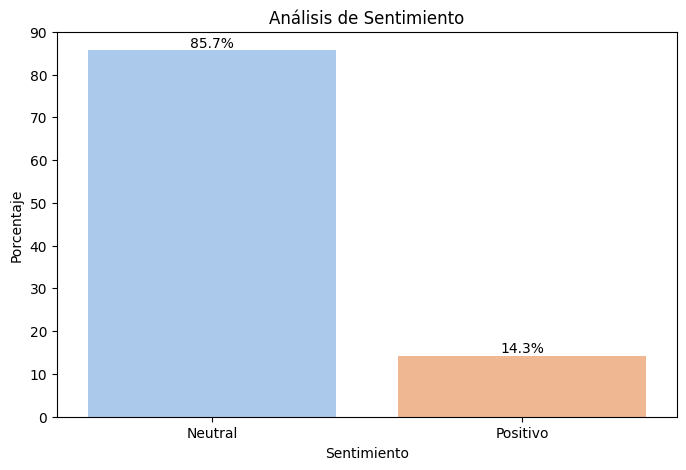 Análisis de Sentimiento
90
80
70
60
50
40
30
20
10
0
Porcentaje
85.7%
14.3%
Neutral
Positivo
Sentimiento